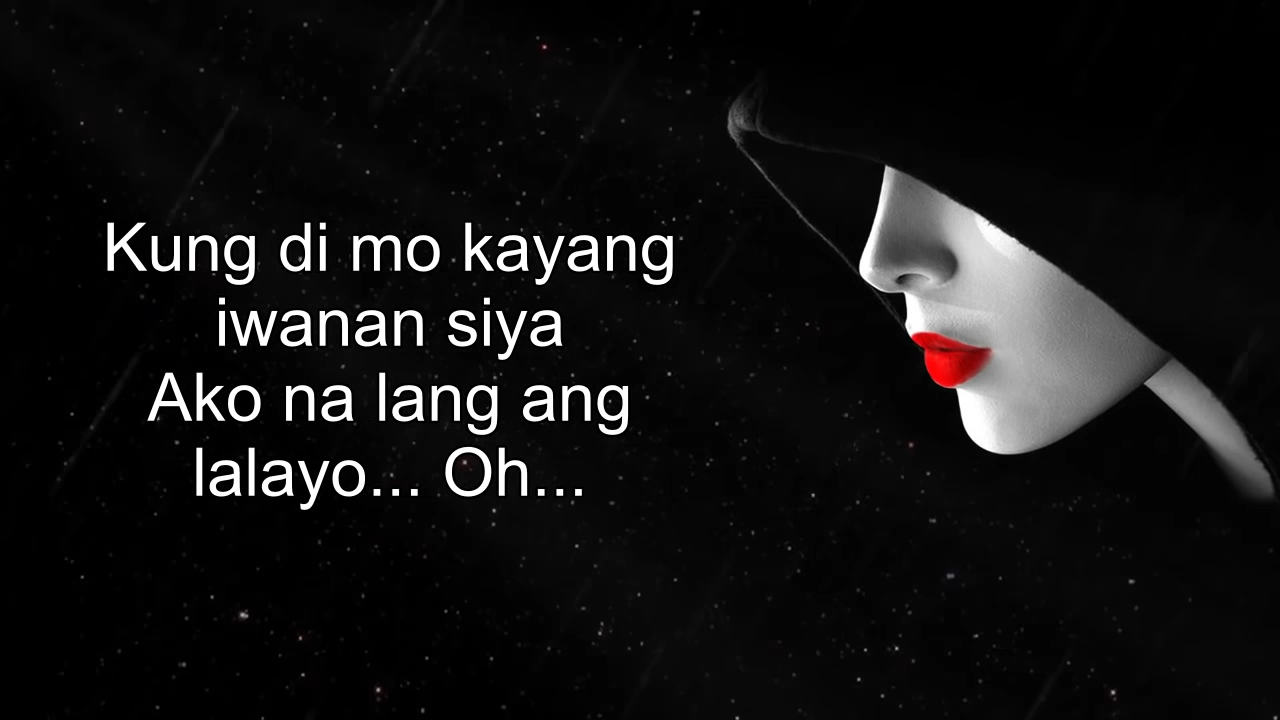 Kung di mo kayang
iwanan siya
Ako na lang ang
lalayo... Oh...